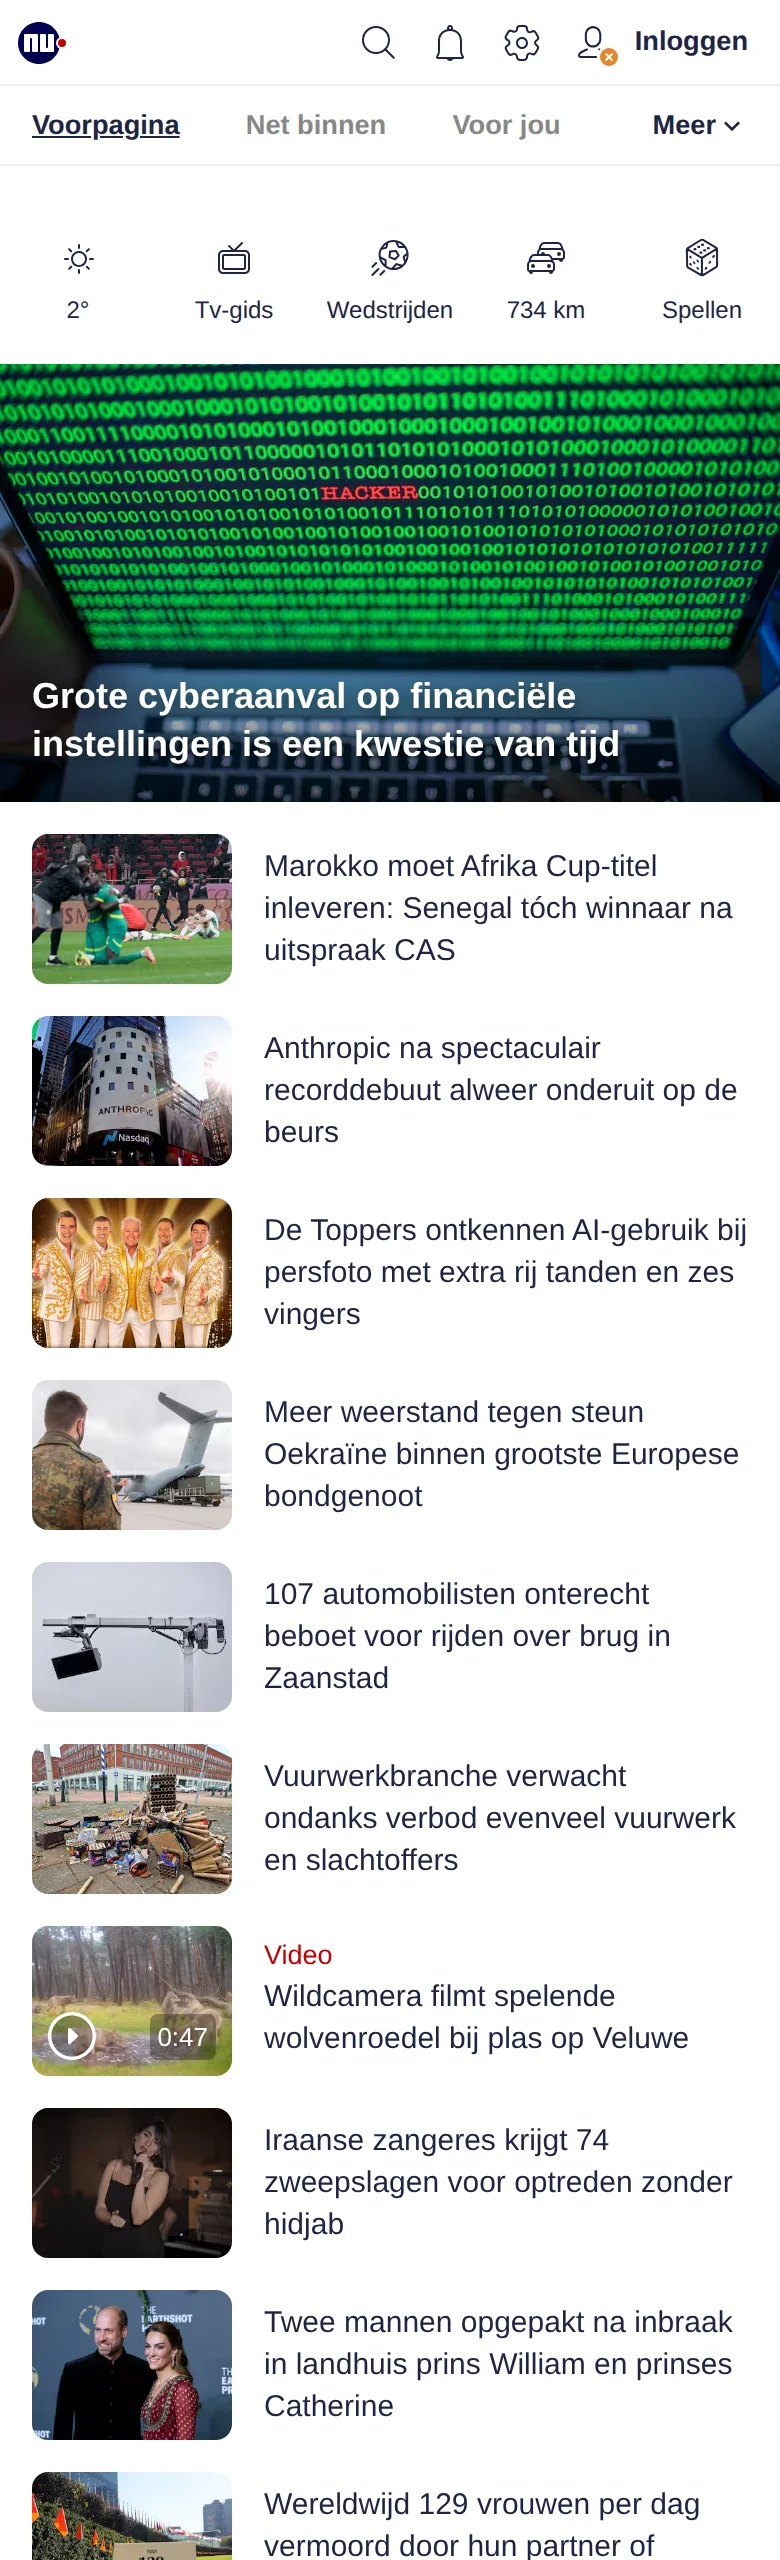 nu
Inloggen
Voorpagina Net binnen Voor jou Meer
2° Tv-gids Wedstrijden 734 km Spellen
HACKER
Grote cyberaanval op financiële
instellingen is een kwestie van tijd
Marokko moet Afrika Cup-titel
inleveren: Senegal tóch winnaar na
uitspraak CAS
ANTHROPIC
Nasdaq
Anthropic na spectaculair
recorddebuut alweer onderuit op de
beurs
De Toppers ontkennen AI-gebruik bij
persfoto met extra rij tanden en zes
vingers
Meer weerstand tegen steun
Oekraïne binnen grootste Europese
bondgenoot
107 automobilisten onterecht
beboet voor rijden over brug in
Zaanstad
Vuurwerkbranche verwacht
ondanks verbod evenveel vuurwerk
en slachtoffers
0:47
Video
Wildcamera filmt spelende
wolvenroedel bij plas op Veluwe
Iraanse zangeres krijgt 74
zweepslagen voor optreden zonder
hidjab
THE
EARTHSHOT
Twee mannen opgepakt na inbraak
in landhuis prins William en prinses
Catherine
Wereldwijd 129 vrouwen per dag
vermoord door hun partner of